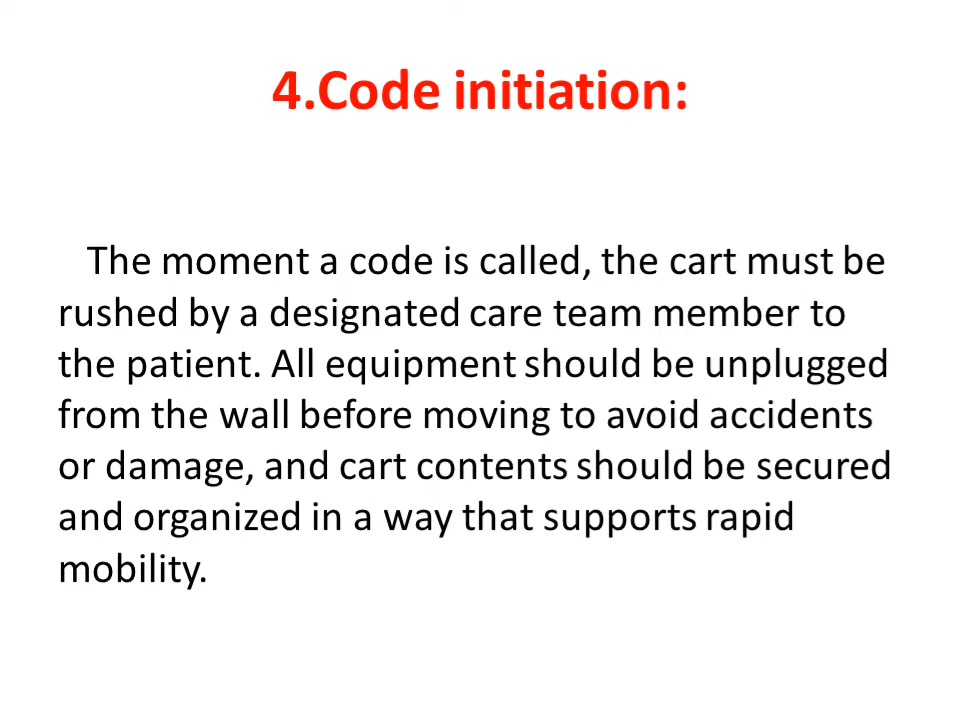 4.Code initiation:
The moment a code is called, the cart must be
rushed by a designated care team member to
the patient. All equipment should be unplugged
from the wall before moving to avoid accidents
or damage, and cart contents should be secured
and organized in a way that supports rapid
mobility.